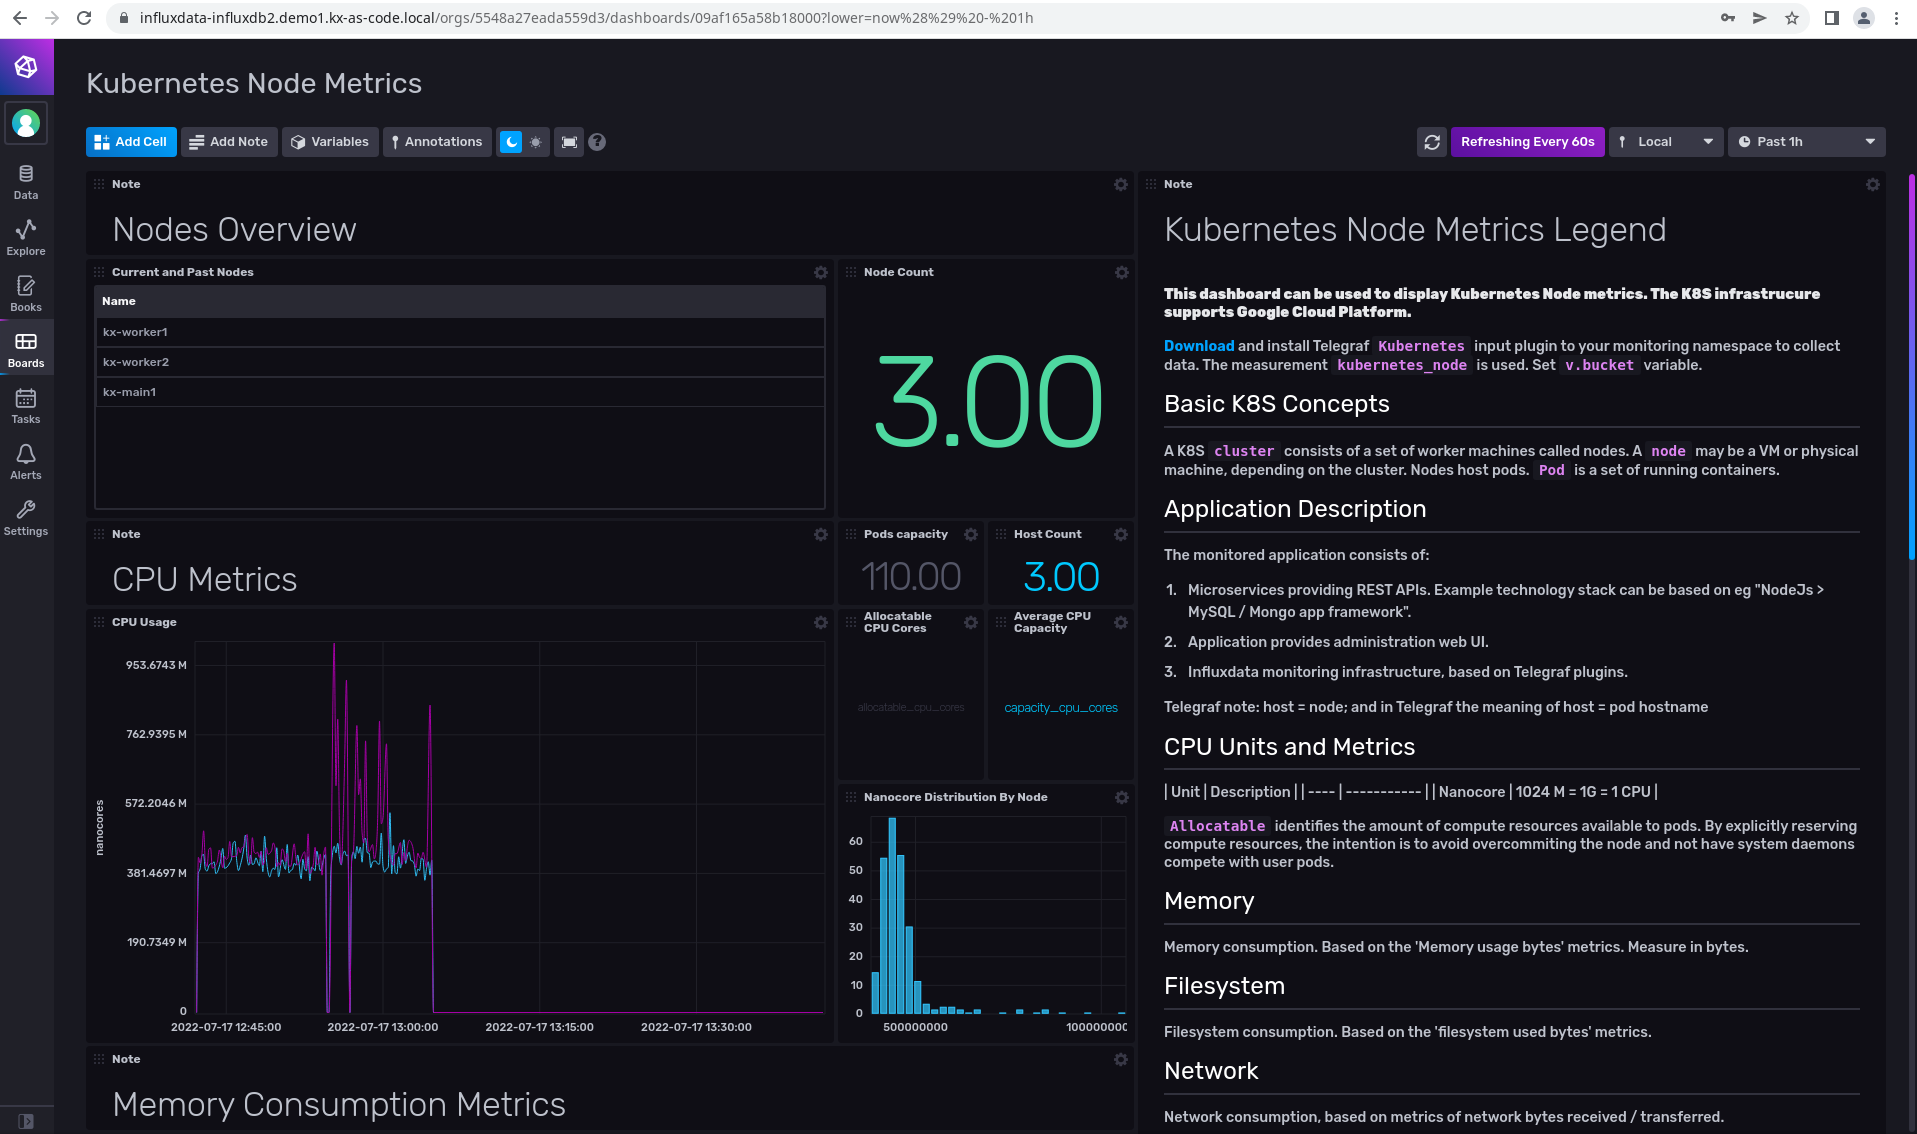 influxdata-influxdb2.demo1.kx-as-code.local/orgs/5548a27eada559d3/dashboards/09af165a58b18000?lower=now%28%29%20-%201h
Kubernetes Node Metrics
Add Cell
Add Note
Variables
Annotations
Refreshing Every 60s
Local
Past 1h
Data
Explore
Books
Boards
Tasks
Alerts
Settings
Note
Nodes Overview
Current and Past Nodes
Name
kx-worker1
kx-worker2
kx-main1
Node Count
3.00
Note
CPU Metrics
Pods capacity
110.00
Host Count
3.00
CPU Usage
nanocores
953.6743 M
762.9395 M
572.2046 M
381.4697 M
190.7349 M
0
2022-07-17 12:45:00
2022-07-17 13:00:00
2022-07-17 13:15:00
2022-07-17 13:30:00
Allocatable
CPU Cores
allocatable_cpu_cores
Average CPU
Capacity
capacity_cpu_cores
Nanocore Distribution By Node
60
50
40
30
20
10
0
500000000
100000000
Note
Memory Consumption Metrics
Note
Kubernetes Node Metrics Legend
This dashboard can be used to display Kubernetes Node metrics. The K8S infrastrucure
supports Google Cloud Platform.
Download and install Telegraf Kubernetes input plugin to your monitoring namespace to collect
data. The measurement kubernetes_node is used. Set v.bucket variable.
Basic K8S Concepts
A K8S cluster consists of a set of worker machines called nodes. A node may be a VM or physical
machine, depending on the cluster. Nodes host pods. Pod is a set of running containers.
Application Description
The monitored application consists of:
1. Microservices providing REST APIs. Example technology stack can be based on eg "NodeJs >
MySQL / Mongo app framework".
2. Application provides administration web UI.
3. Influxdata monitoring infrastructure, based on Telegraf plugins.
Telegraf note: host = node; and in Telegraf the meaning of host = pod hostname
CPU Units and Metrics
| Unit | Description | | ---- | ----------- | | Nanocore | 1024 M = 1G = 1 CPU |
Allocatable identifies the amount of compute resources available to pods. By explicitly reserving
compute resources, the intention is to avoid overcommiting the node and not have system daemons
compete with user pods.
Memory
Memory consumption. Based on the 'Memory usage bytes' metrics. Measure in bytes.
Filesystem
Filesystem consumption. Based on the 'filesystem used bytes' metrics.
Network
Network consumption, based on metrics of network bytes received / transferred.